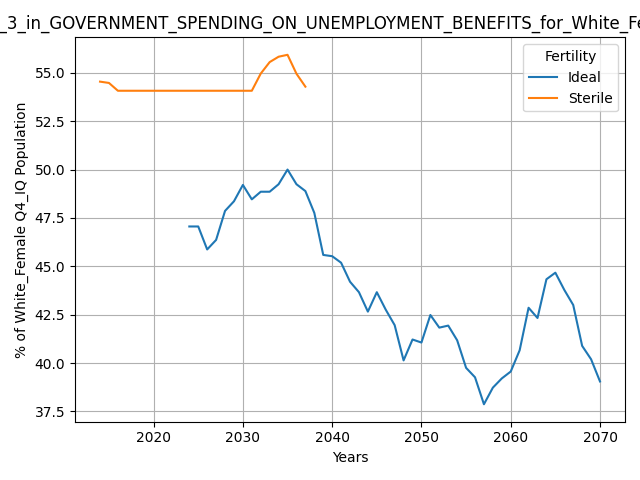 _3_in_GOVERNMENT_SPENDING_ON_UNEMPLOYMENT_BENEFITS_for_White_Fe
Fertility
Ideal
Sterile
% of White_Female Q4_IQ Population
55.0
52.5
50.0
47.5
45.0
42.5
40.0
37.5
2020 2030 2040 2050 2060 2070
Years